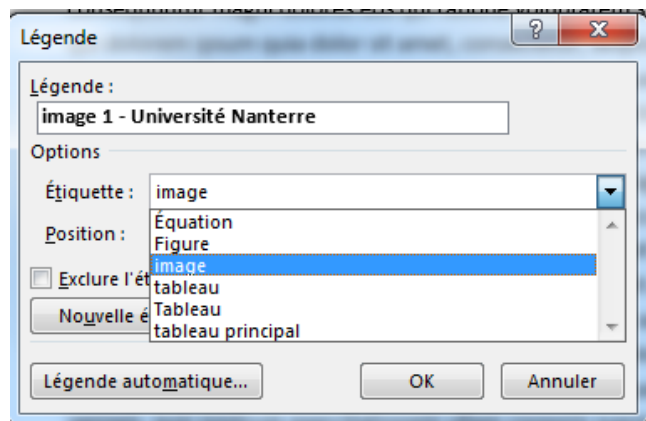 Légende
?
X
Légende :
image 1 - Université Nanterre
Options
Étiquette :
image
Position :
Équation
Figure
image
tableau
Tableau
tableau principal
Exclure l'ét
Nouvelle é
Légende automatique...
OK
Annuler